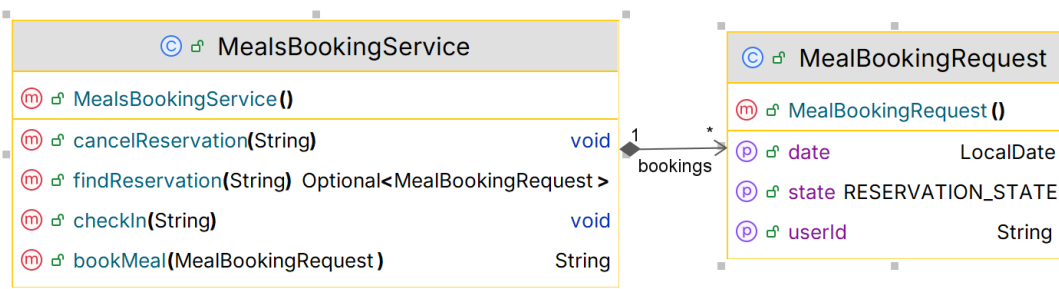 MealsBookingService
MealsBookingService()
cancelReservation(String) void
findReservation(String) Optional<MealBookingRequest>
checkIn(String) void
bookMeal(MealBookingRequest) String
1 *
bookings
MealBookingRequest
MealBookingRequest()
date LocalDate
state RESERVATION_STATE
userId String